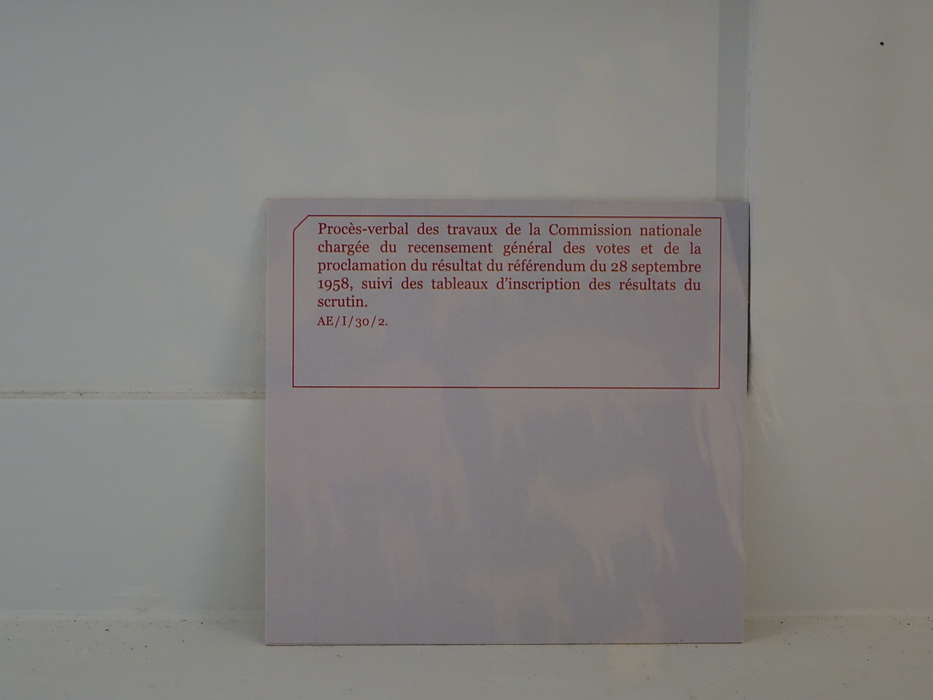 Procès-verbal des travaux de la Commission nationale
chargée du recensement général des votes et de la
proclamation du résultat du référendum du 28 septembre
1958, suivi des tableaux d'inscription des résultats du
scrutin.
AE/I/30/2.